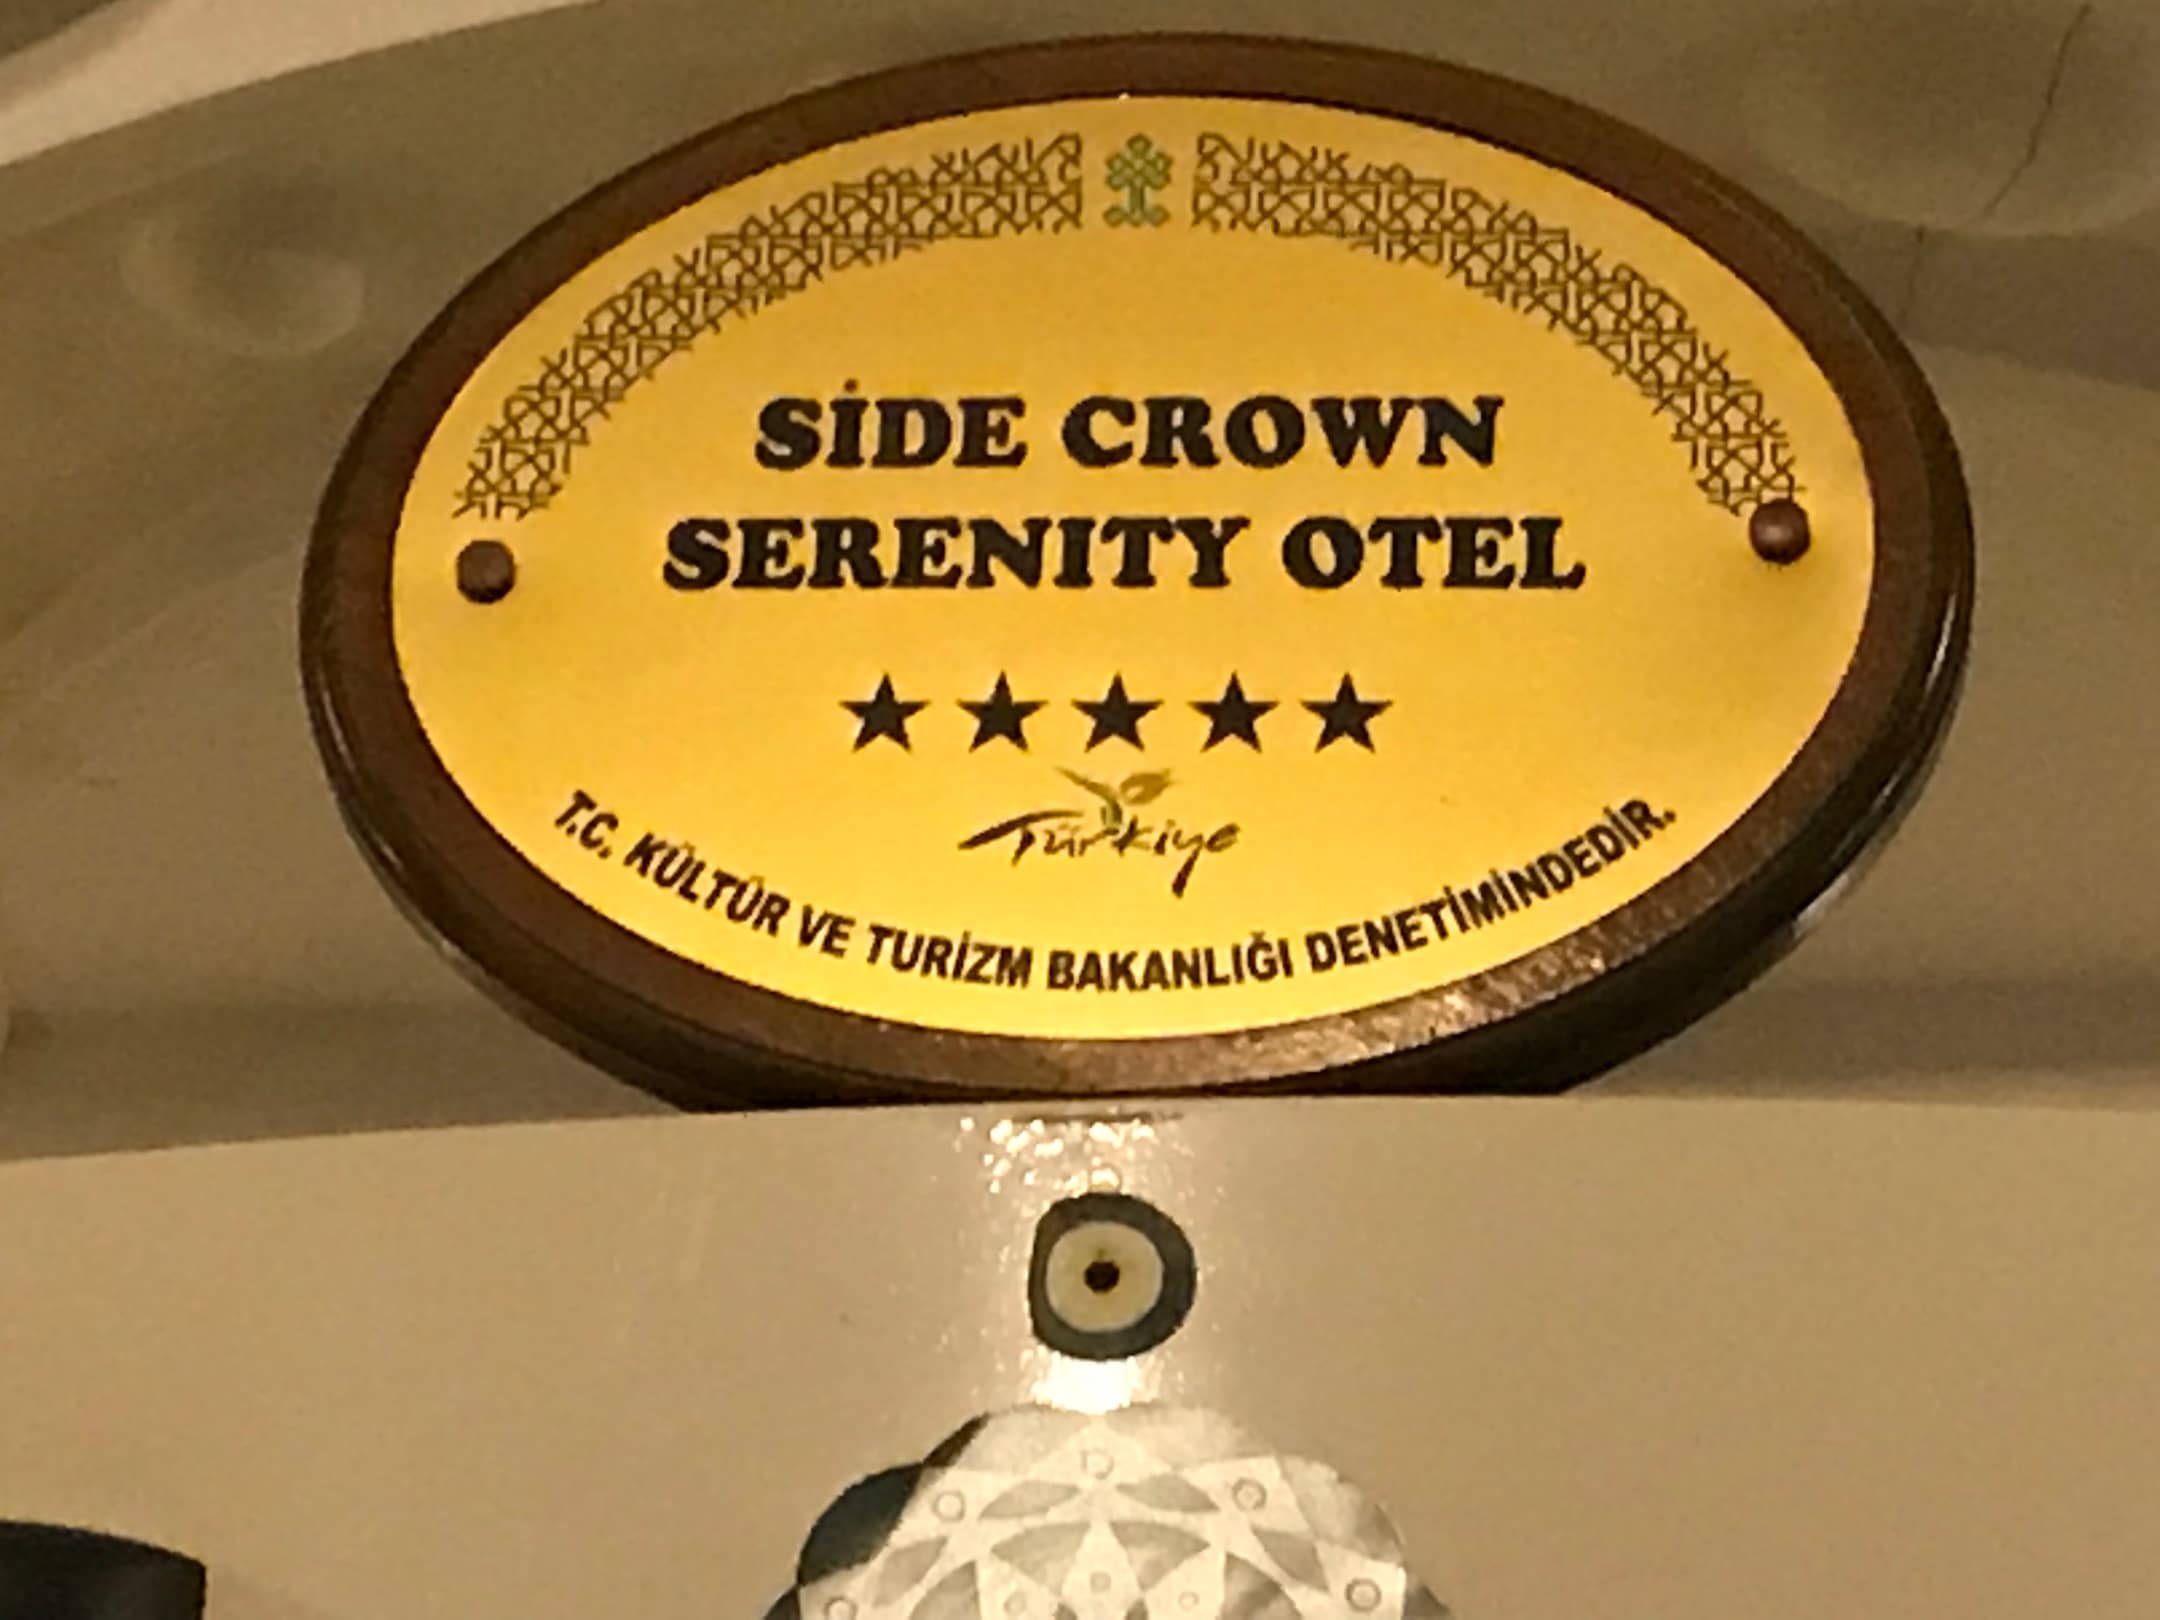 SİDE CROWN
SERENITY OTEL
Türkiye
T.C. KÜLTÜR VE TURİZM BAKANLIĞI DENETİMİNDEDİR.